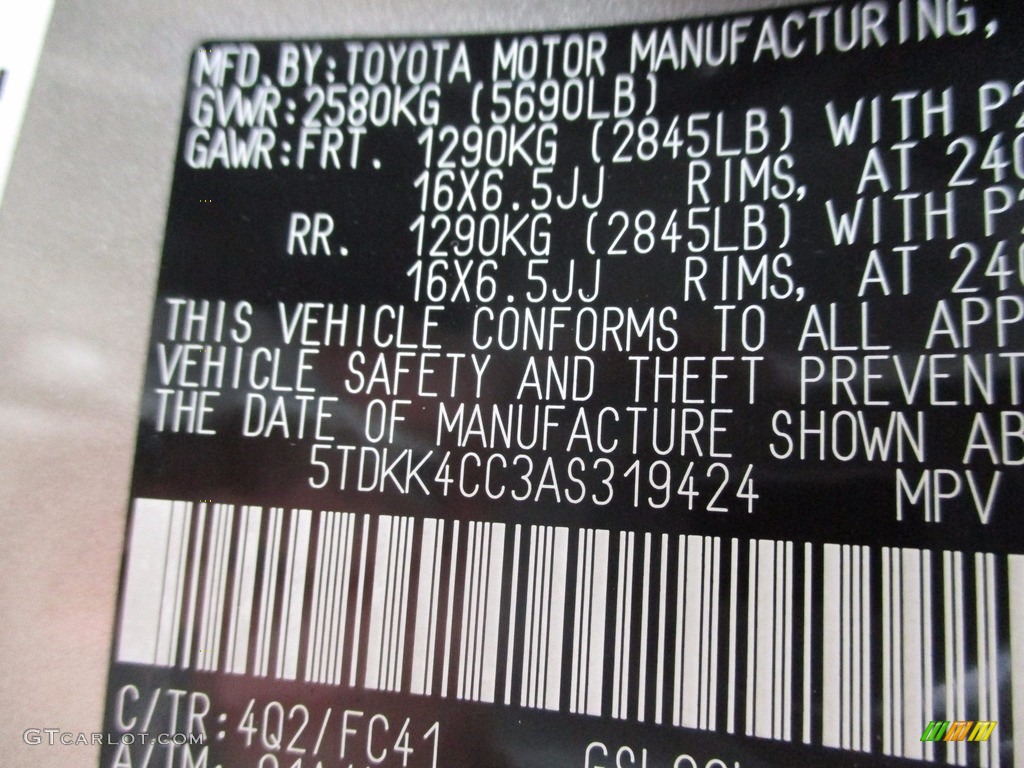 MFD.BY:TOYOTA MOTOR MANUFACTURING,
GVWR:2580KG (5690LB)
GAWR:FRT. 1290KG (2845LB) WITH
16X6.5JJ RIMS, AT
RR. 1290KG (2845LB) WITH
16X6.5JJ RIMS, AT
THIS VEHICLE CONFORMS TO ALL APP
VEHICLE SAFETY AND THEFT PREVENT
THE DATE OF MANUFACTURE SHOWN AB
5TDKK4CC3AS319424 MPV
C/TR:4Q2/FC41
GTCARLOT.COM